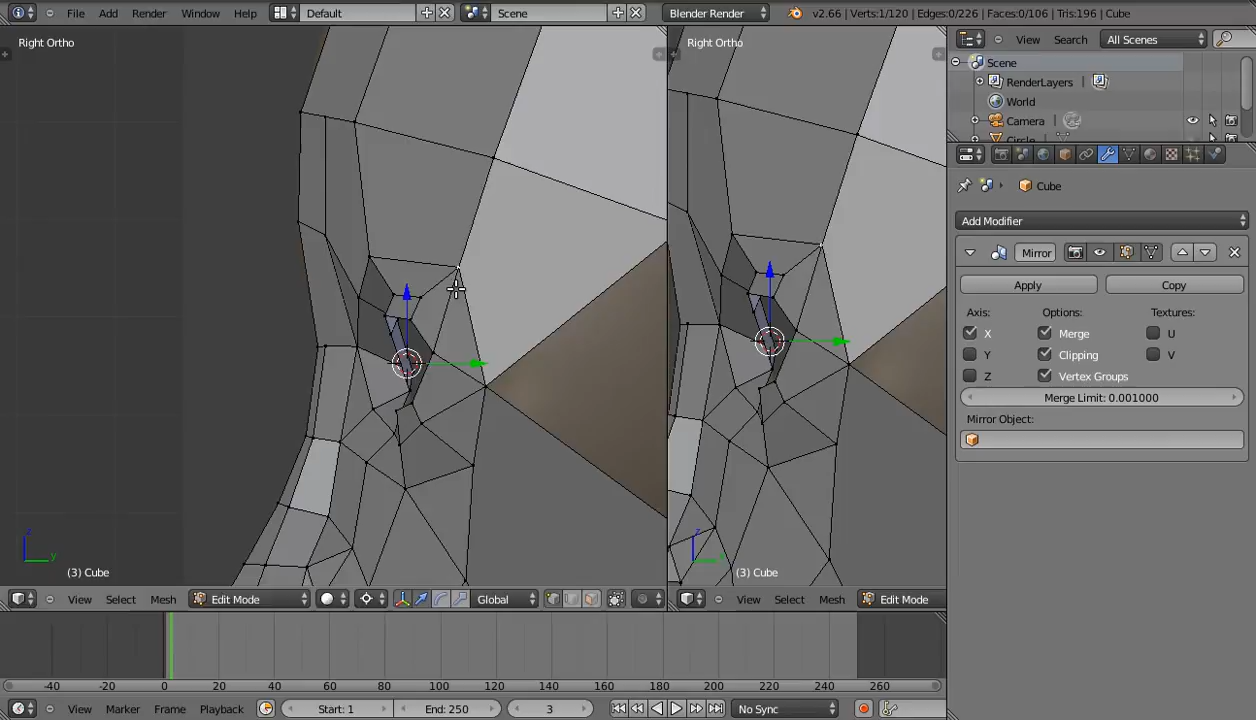 File Add Render Window Help Default Scene Blender Render v2.66 | Verts:1/120 | Edges:0/226 | Faces:0/106 | Tris:196 | Cube
Right Ortho
Right Ortho
View Search All Scenes
Scene
RenderLayers
World
Camera
Circle
Cube
Add Modifier
Mirror
Apply Copy
Axis: Options: Textures:
X Merge U
Y Clipping V
Z Vertex Groups
Merge Limit: 0.001000
Mirror Object:
z
y
z
y
(3) Cube
(3) Cube
View Select Mesh Edit Mode Global
View Select Mesh Edit Mode
-40 -20 0 20 40 60 80 100 120 140 160 180 200 220 240 260
View Marker Frame Playback Start: 1 End: 250 3 No Sync